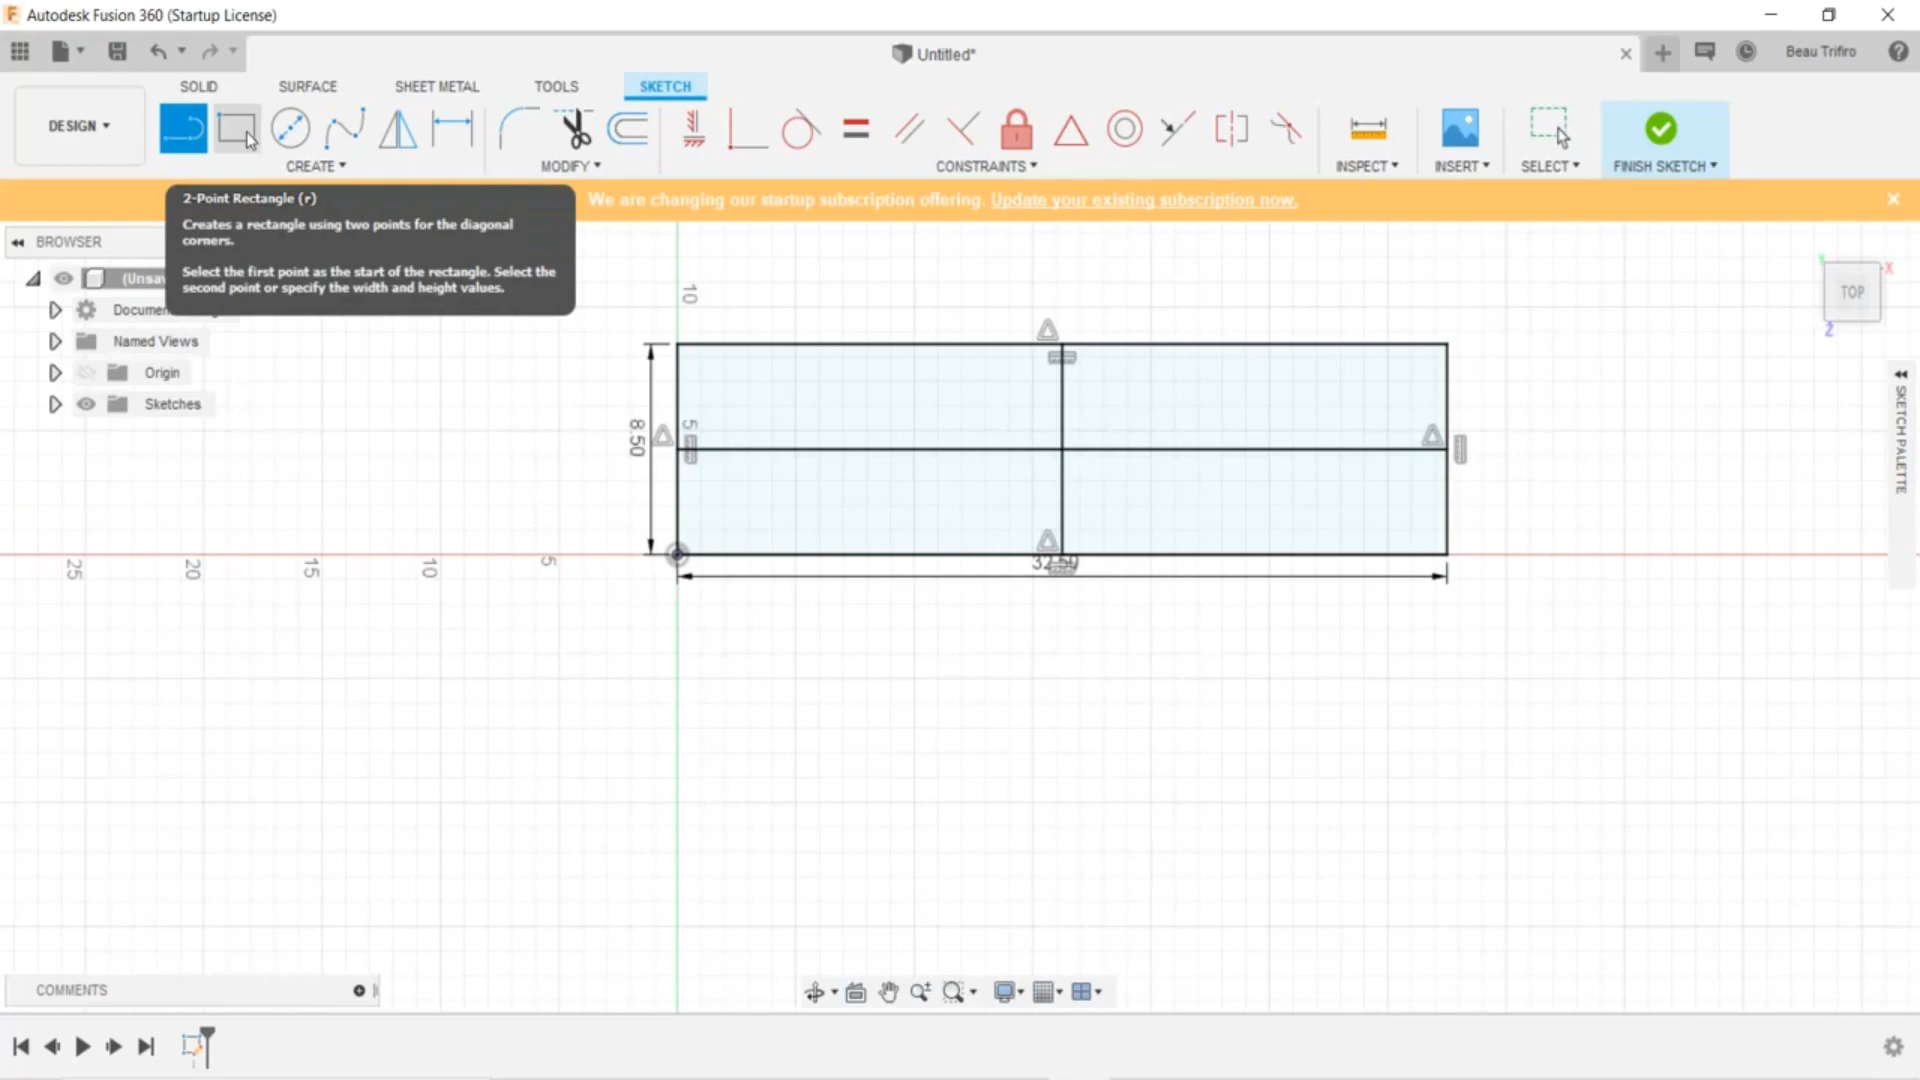 Autodesk Fusion 360 (Startup License)
Untitled*
Beau Trifiro
SOLID
SURFACE
SHEET METAL
TOOLS
SKETCH
DESIGN
CREATE
MODIFY
CONSTRAINTS
INSPECT
INSERT
SELECT
FINISH SKETCH
We are changing our startup subscription offering. Update your existing subscription now.
2-Point Rectangle (r)
Creates a rectangle using two points for the diagonal
corners.
Select the first point as the start of the rectangle. Select the
second point or specify the width and height values.
BROWSER
(Unsav
Documen
Named Views
Origin
Sketches
10
5
8.50
32.50
25
20
15
10
5
X
Z
TOP
SKETCH PALETTE
COMMENTS